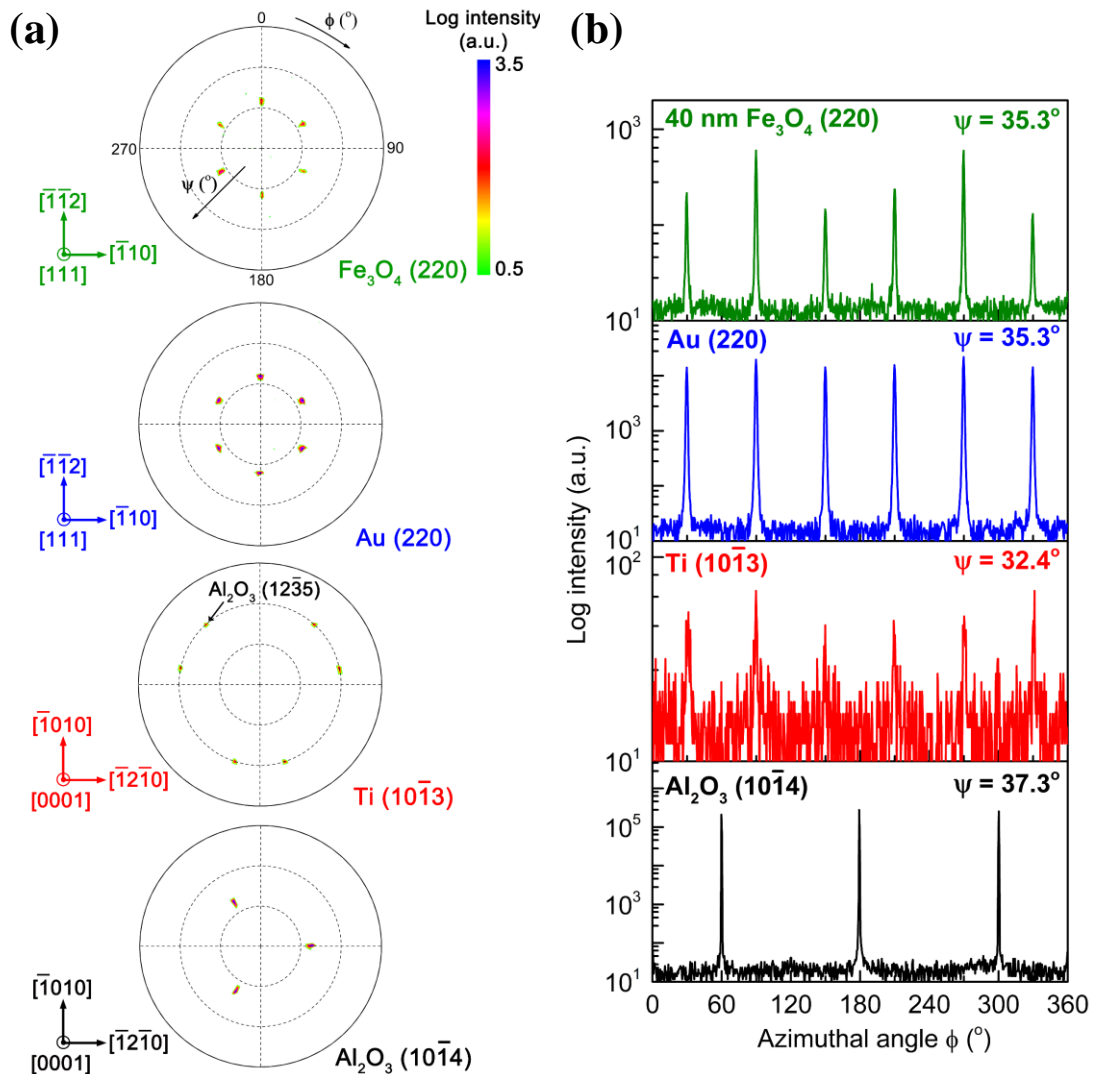 (a)
0
ϕ (°)
Log intensity
(a.u.)
3.5
0.5
270
90
ψ (°)
180
[1̅1̅2]
[1̅10]
[111]
Fe₃O₄ (220)
[1̅1̅2]
[1̅10]
[111]
Au (220)
Al₂O₃ (123̅5)
[1̅010]
[1̅21̅0]
[0001]
Ti (101̅3)
[1̅010]
[1̅21̅0]
[0001]
Al₂O₃ (101̅4)
(b)
40 nm Fe₃O₄ (220)
ψ = 35.3°
10³
10¹
Au (220)
ψ = 35.3°
10³
10¹
Ti (101̅3)
ψ = 32.4°
10²
10¹
Al₂O₃ (101̅4)
ψ = 37.3°
10⁵
10³
10¹
Log intensity (a.u.)
0 60 120 180 240 300 360
Azimuthal angle ϕ (°)